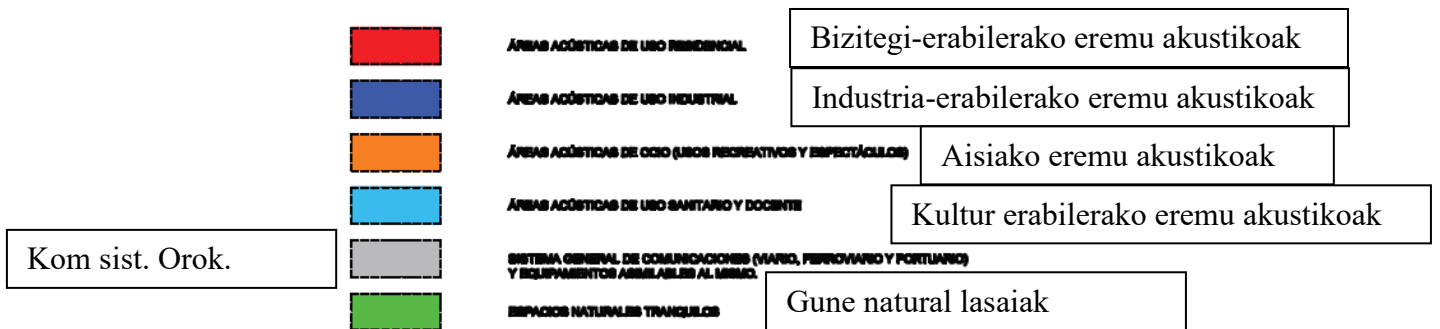 ÁREAS ACÚSTICAS DE USO RESIDENCIAL
Bizitegi-erabilerako eremu akustikoak
ÁREAS ACÚSTICAS DE USO INDUSTRIAL
Industria-erabilerako eremu akustikoak
ÁREAS ACÚSTICAS DE OCIO (USOS RECREATIVOS Y ESPECTÁCULOS)
Aisiako eremu akustikoak
ÁREAS ACÚSTICAS DE USO SANITARIO Y DOCENTE
Kultur erabilerako eremu akustikoak
Kom sist. Orok.
SISTEMA GENERAL DE COMUNICACIONES (VIARIO, FERROVIARIO Y PORTUARIO)
Y EQUIPAMIENTOS ASIMILABLES AL MISMO.
ESPACIOS NATURALES TRANQUILOS
Gune natural lasaiak